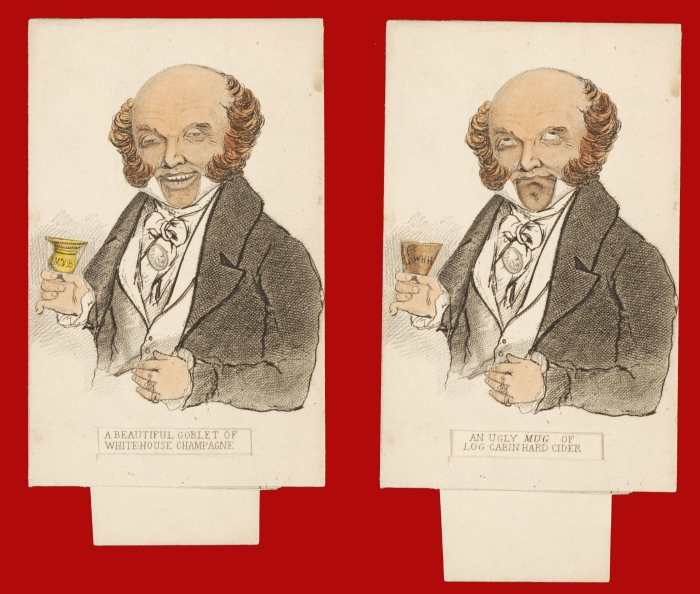 A BEAUTIFUL GOBLET OF
WHITE-HOUSE CHAMPAGNE
AN UGLY MUG OF
LOG-CABIN HARD CIDER